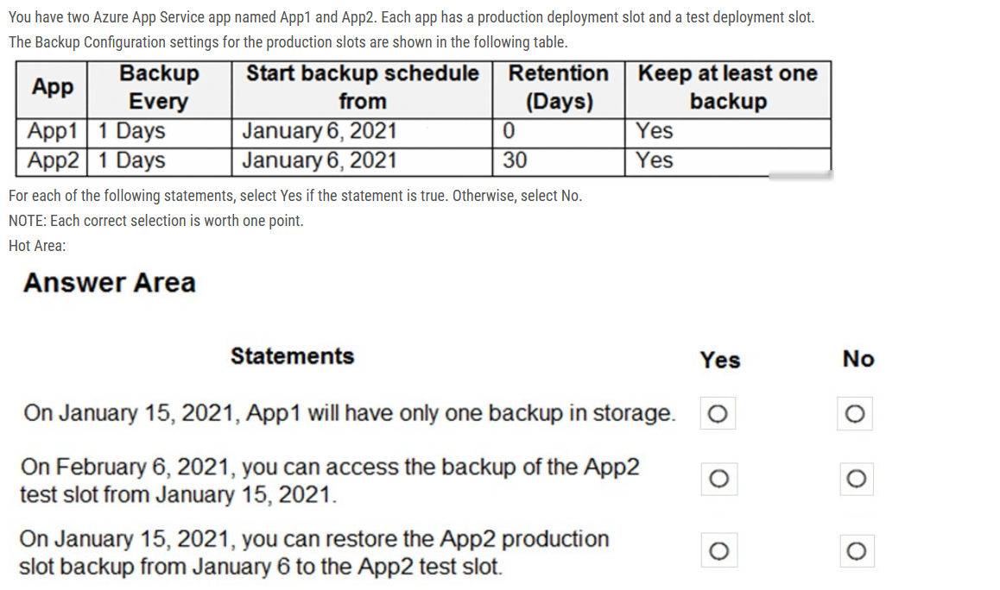 You have two Azure App Service app named App1 and App2. Each app has a production deployment slot and a test deployment slot.
The Backup Configuration settings for the production slots are shown in the following table.
App Backup Every Start backup schedule from Retention (Days) Keep at least one backup
App1 1 Days January 6, 2021 0 Yes
App2 1 Days January 6, 2021 30 Yes
For each of the following statements, select Yes if the statement is true. Otherwise, select No.
NOTE: Each correct selection is worth one point.
Hot Area:
Answer Area
Statements Yes No
On January 15, 2021, App1 will have only one backup in storage.
On February 6, 2021, you can access the backup of the App2
test slot from January 15, 2021.
On January 15, 2021, you can restore the App2 production
slot backup from January 6 to the App2 test slot.